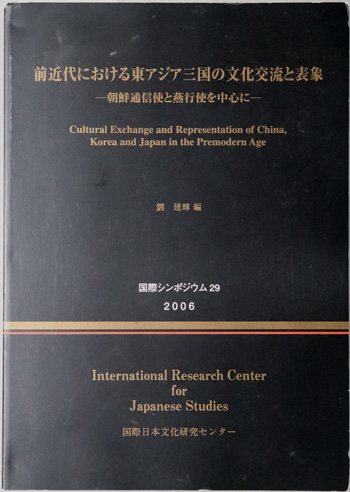 前近代における東アジア三国の文化交流と表象
―朝鮮通信使と燕行使を中心に―
Cultural Exchange and Representation of China,
Korea and Japan in the Premodern Age
劉 建輝 編
国際シンポジウム 29
2006
International Research Center
for
Japanese Studies
国際日本文化研究センター